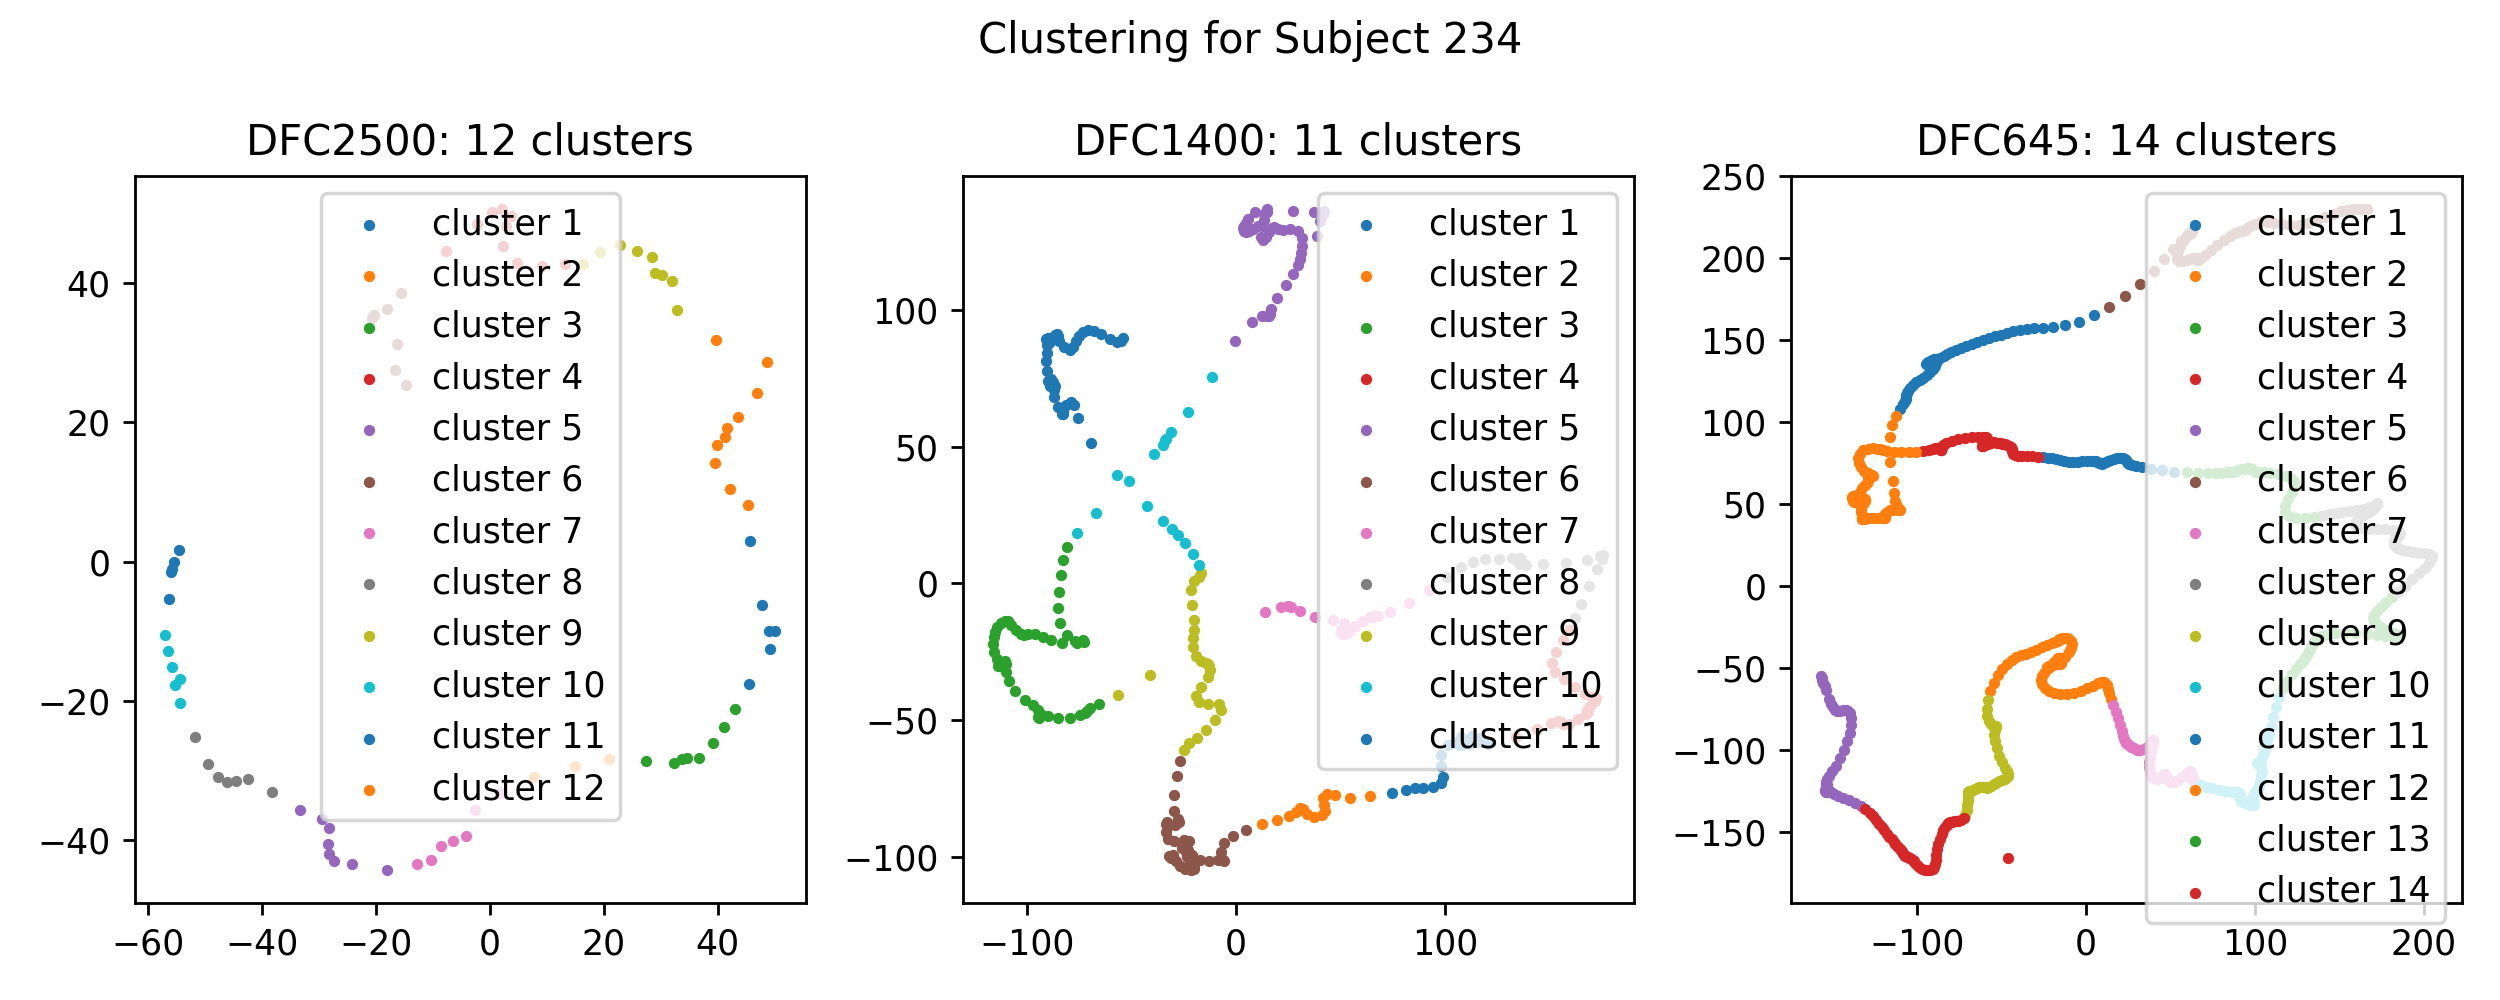 Clustering for Subject 234
DFC2500: 12 clusters
40
20
0
−20
−40
−60
−40
−20
0
20
40
cluster 1
cluster 2
cluster 3
cluster 4
cluster 5
cluster 6
cluster 7
cluster 8
cluster 9
cluster 10
cluster 11
cluster 12
DFC1400: 11 clusters
100
50
0
−50
−100
−100
0
100
cluster 1
cluster 2
cluster 3
cluster 4
cluster 5
cluster 6
cluster 7
cluster 8
cluster 9
cluster 10
cluster 11
DFC645: 14 clusters
250
200
150
100
50
0
−50
−100
−150
−100
0
100
200
cluster 1
cluster 2
cluster 3
cluster 4
cluster 5
cluster 6
cluster 7
cluster 8
cluster 9
cluster 10
cluster 11
cluster 12
cluster 13
cluster 14